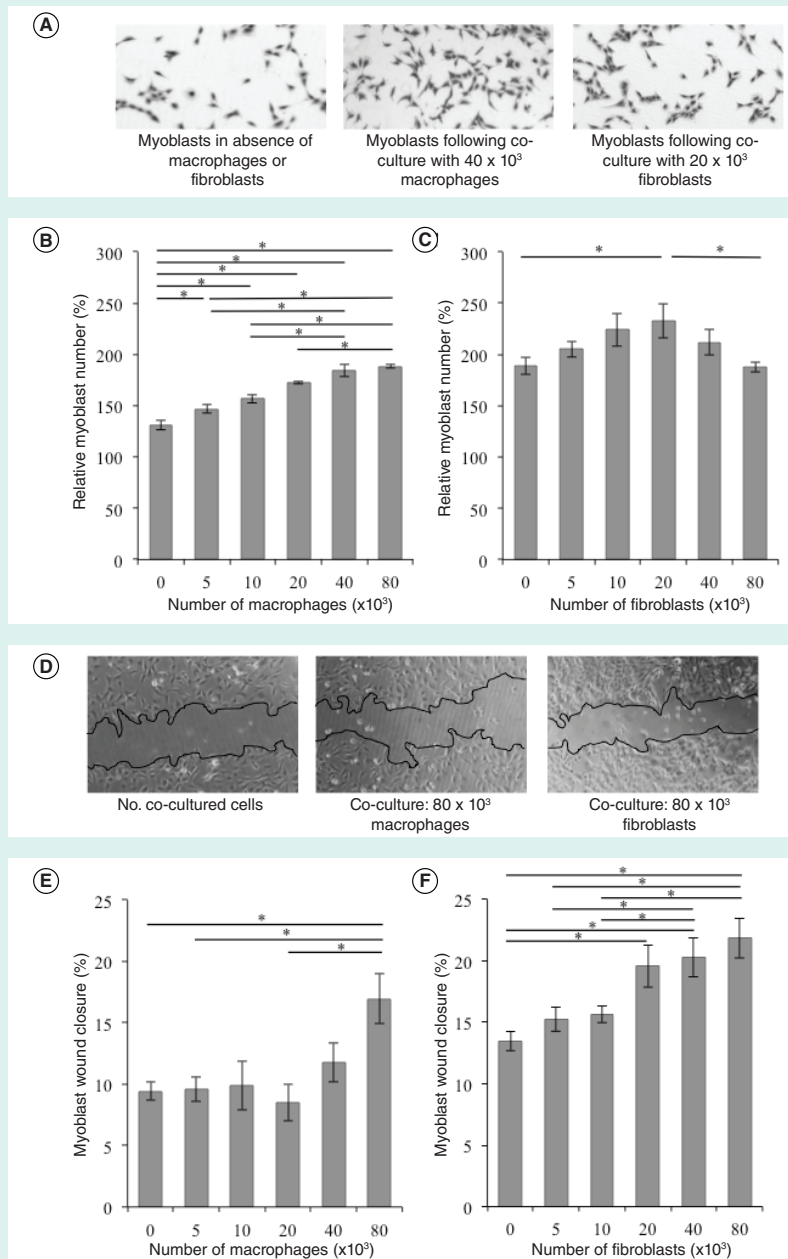 A
Myoblasts in absence of
macrophages or
fibroblasts
Myoblasts following co-
culture with 40 x 10³
macrophages
Myoblasts following co-
culture with 20 x 10³
fibroblasts
B
Relative myoblast number (%)
300
250
200
150
100
50
0
* * * * * * * * * *
0 5 10 20 40 80
Number of macrophages (x10³)
C
Relative myoblast number (%)
300
250
200
150
100
50
0
* *
0 5 10 20 40 80
Number of fibroblasts (x10³)
D
No. co-cultured cells
Co-culture: 80 x 10³
macrophages
Co-culture: 80 x 10³
fibroblasts
E
Myoblast wound closure (%)
25
20
15
10
5
0
* * *
0 5 10 20 40 80
Number of macrophages (x10³)
F
Myoblast wound closure (%)
25
20
15
10
5
0
* * * * * * *
0 5 10 20 40 80
Number of fibroblasts (x10³)